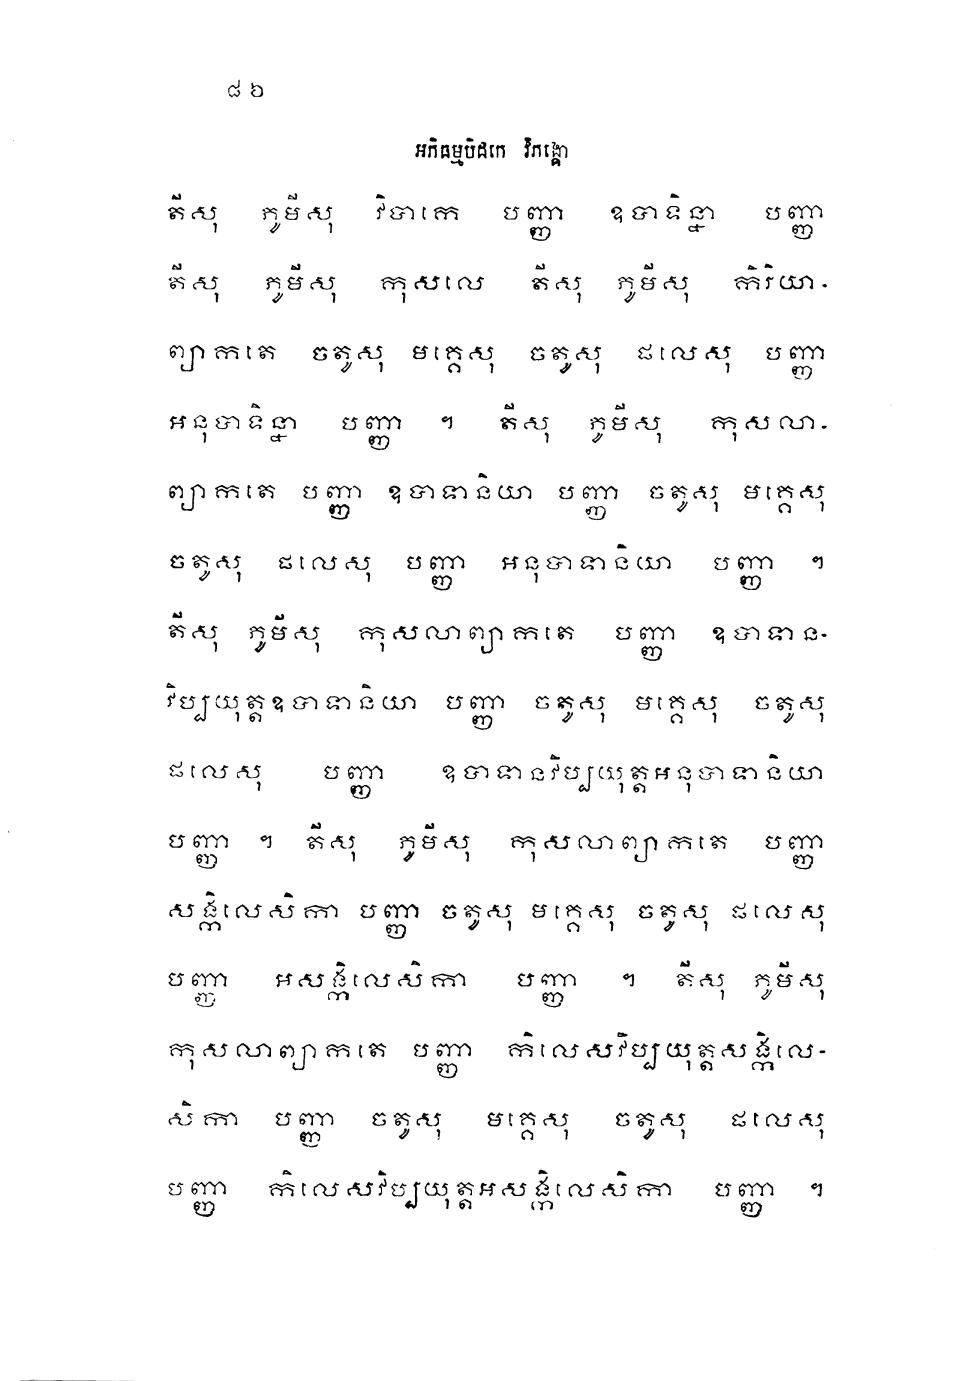 ៨៦
អភិធម្មបិដកេ វិភង្គោ
តីសុ ភូមីសុ វិបាកេ បញ្ញា ឧបាទិន្នា បញ្ញា
តីសុ ភូមីសុ កុសលេ តីសុ ភូមីសុ កិរិយា-
ព្យាកតេ ចតូសុ មគ្គេសុ ចតូសុ ផលេសុ បញ្ញា
អនុបាទិន្នា បញ្ញា ។ តីសុ ភូមីសុ កុសលា-
ព្យាកតេ បញ្ញា ឧបាទានិយា បញ្ញា ចតូសុ មគ្គេសុ
ចតូសុ ផលេសុ បញ្ញា អនុបាទានិយា បញ្ញា ។
តីសុ ភូមីសុ កុសលាព្យាកតេ បញ្ញា ឧបាទាន-
វិប្បយុត្តឧបាទានិយា បញ្ញា ចតូសុ មគ្គេសុ ចតូសុ
ផលេសុ បញ្ញា ឧបាទានវិប្បយុត្តអនុបាទានិយា
បញ្ញា ។ តីសុ ភូមីសុ កុសលាព្យាកតេ បញ្ញា
សង្កិលេសិកា បញ្ញា ចតូសុ មគ្គេសុ ចតូសុ ផលេសុ
បញ្ញា អសង្កិលេសិកា បញ្ញា ។ តីសុ ភូមីសុ
កុសលាព្យាកតេ បញ្ញា កិលេសវិប្បយុត្តសង្កិលេ-
សិកា បញ្ញា ចតូសុ មគ្គេសុ ចតូសុ ផលេសុ
បញ្ញា កិលេសវិប្បយុត្តអសង្កិលេសិកា បញ្ញា ។